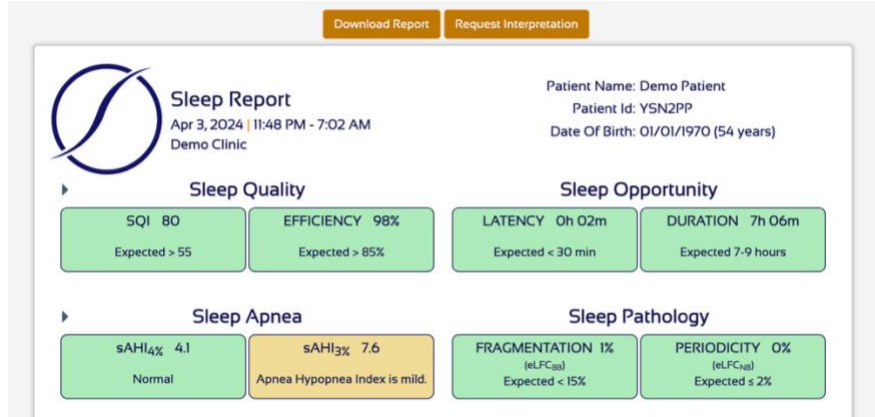 Download Report
Request Interpretation
Sleep Report
Apr 3, 2024 | 11:48 PM - 7:02 AM
Demo Clinic
Patient Name: Demo Patient
Patient Id: YSN2PP
Date Of Birth: 01/01/1970 (54 years)
Sleep Quality
SQI 80
Expected > 55
EFFICIENCY 98%
Expected > 85%
Sleep Opportunity
LATENCY 0h 02m
Expected < 30 min
DURATION 7h 06m
Expected 7-9 hours
Sleep Apnea
sAHI4% 4.1
Normal
sAHI3% 7.6
Apnea Hypopnea Index is mild.
Sleep Pathology
FRAGMENTATION 1%
(eLFCBB)
Expected < 15%
PERIODICITY 0%
(eLFCNB)
Expected ≤ 2%